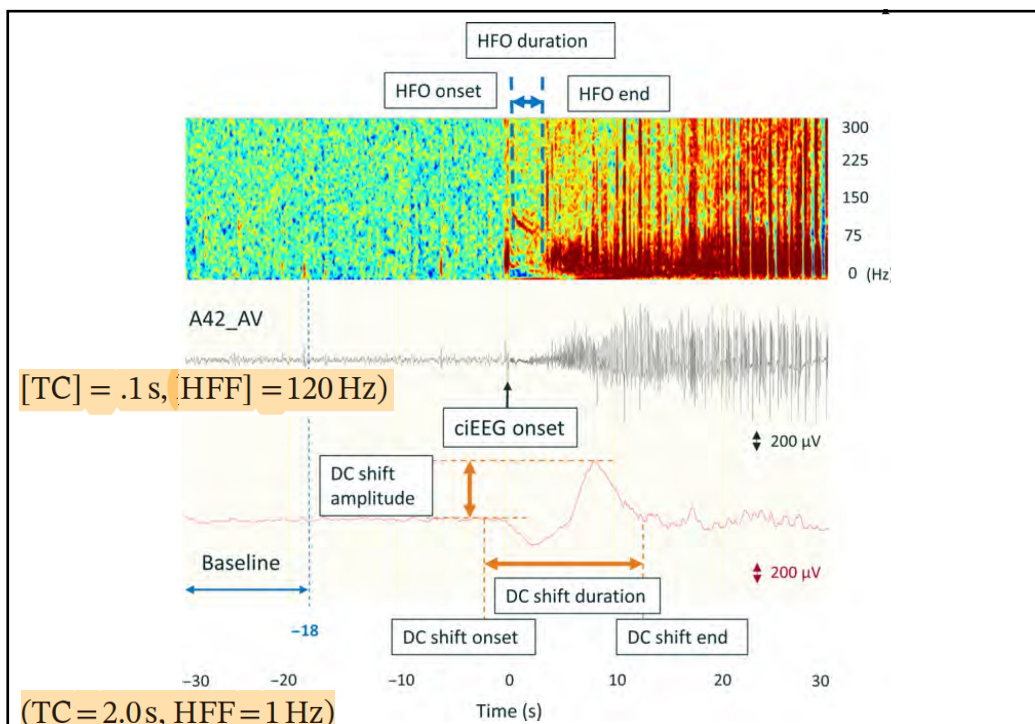 HFO duration
HFO onset
HFO end
300
225
150
75
0 (Hz)
A42_AV
[TC] = .1 s, [HFF] = 120 Hz)
ciEEG onset
200 µV
DC shift
amplitude
Baseline
200 µV
DC shift duration
−18
DC shift onset
DC shift end
−30 −20 −10 0 10 20 30
Time (s)
(TC = 2.0 s, HFF = 1 Hz)